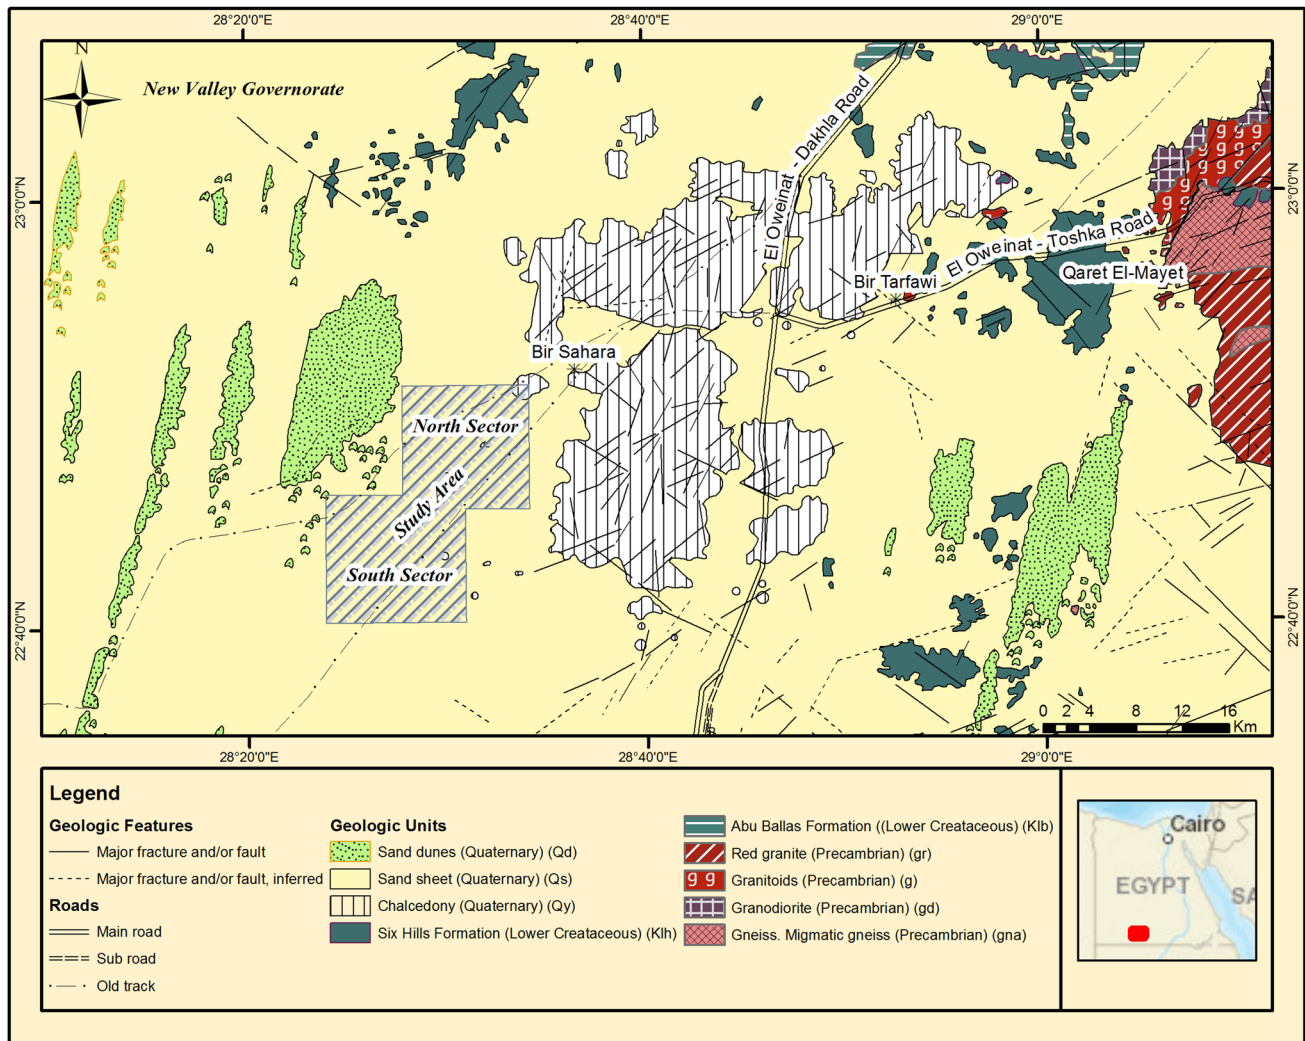 28°20'0"E
28°40'0"E
29°0'0"E
N
New Valley Governorate
El Oweinat - Dakhla Road
23°0'0"N
23°0'0"N
El Oweinat - Toshka Road
Qaret El-Mayet
Bir Tarfawi
Bir Sahara
North Sector
Study Area
South Sector
22°40'0"N
22°40'0"N
0 2 4 8 12 16
Km
28°20'0"E
28°40'0"E
29°0'0"E
Legend
Geologic Features
Major fracture and/or fault
Major fracture and/or fault, inferred
Roads
Main road
Sub road
Old track
Geologic Units
Sand dunes (Quaternary) (Qd)
Sand sheet (Quaternary) (Qs)
Chalcedony (Quaternary) (Qy)
Six Hills Formation (Lower Creataceous) (Klh)
Abu Ballas Formation ((Lower Creataceous) (Klb)
Red granite (Precambrian) (gr)
g g
Granitoids (Precambrian) (g)
Granodiorite (Precambrian) (gd)
Gneiss. Migmatic gneiss (Precambrian) (gna)
Cairo
EGYPT
SA